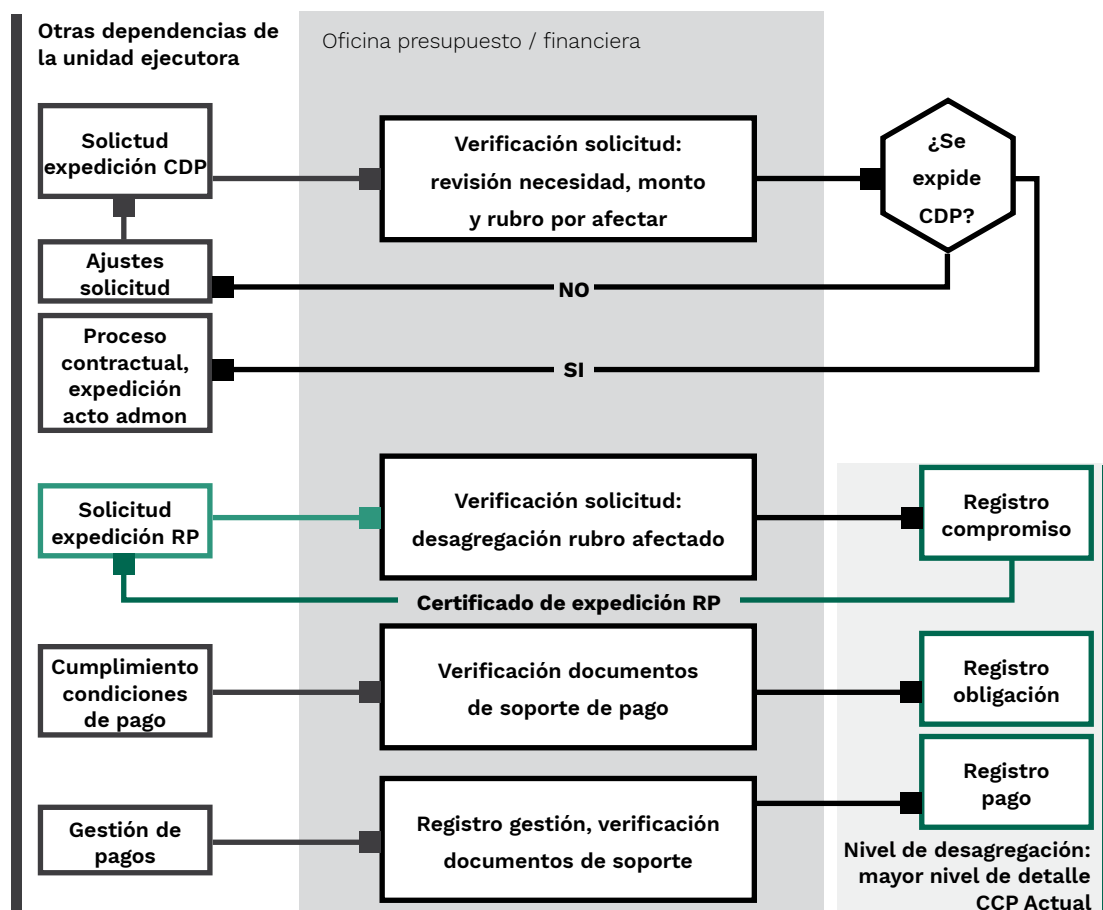 Otras dependencias de
la unidad ejecutora
Oficina presupuesto / financiera
Solictud
expedición CDP
Verificación solicitud:
revisión necesidad, monto
y rubro por afectar
¿Se
expide
CDP?
Ajustes
solicitud
NO
Proceso
contractual,
expedición
acto admon
SI
Solicitud
expedición RP
Verificación solicitud:
desagregación rubro afectado
Registro
compromiso
Certificado de expedición RP
Cumplimiento
condiciones
de pago
Verificación documentos
de soporte de pago
Registro
obligación
Gestión de
pagos
Registro gestión, verificación
documentos de soporte
Registro
pago
Nivel de desagregación:
mayor nivel de detalle
CCP Actual